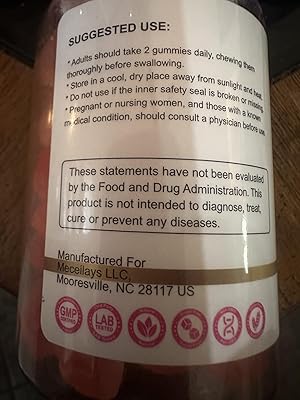 SUGGESTED USE:
* Adults should take 2 gummies daily, chewing them
thoroughly before swallowing.
* Store in a cool, dry place away from sunlight and heat.
* Do not use if the inner safety seal is broken or missing.
* Pregnant or nursing women, and those with a known
medical condition, should consult a physician before use.
These statements have not been evaluated
by the Food and Drug Administration. This
product is not intended to diagnose, treat,
cure or prevent any diseases.
Manufactured For
Mecellays LLC,
Mooresville, NC 28117 US
GMP
LAB
TESTED